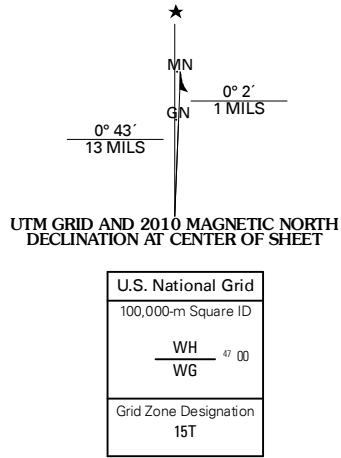 ★
MN
0° 2´
1 MILS
GN
0° 43´
13 MILS
UTM GRID AND 2010 MAGNETIC NORTH
DECLINATION AT CENTER OF SHEET
U.S. National Grid
100,000-m Square ID
WH
47 00
WG
Grid Zone Designation
15T